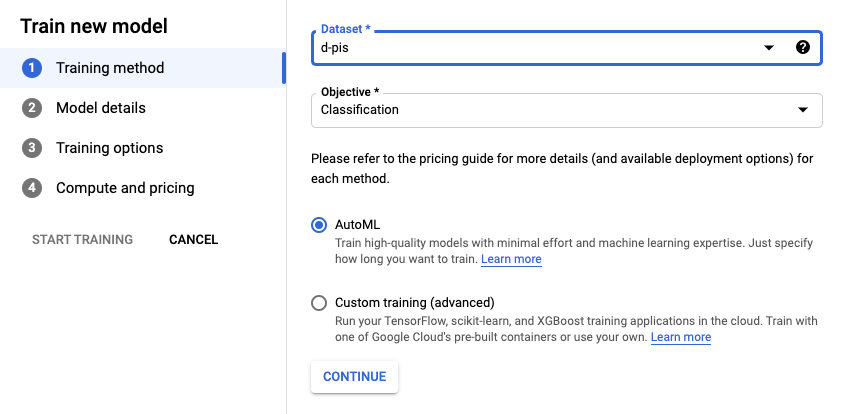 Train new model
1 Training method
2 Model details
3 Training options
4 Compute and pricing
START TRAINING CANCEL
Dataset *
d-pis
?
Objective *
Classification
Please refer to the pricing guide for more details (and available deployment options) for
each method.
AutoML
Train high-quality models with minimal effort and machine learning expertise. Just specify
how long you want to train. Learn more
Custom training (advanced)
Run your TensorFlow, scikit-learn, and XGBoost training applications in the cloud. Train with
one of Google Cloud's pre-built containers or use your own. Learn more
CONTINUE